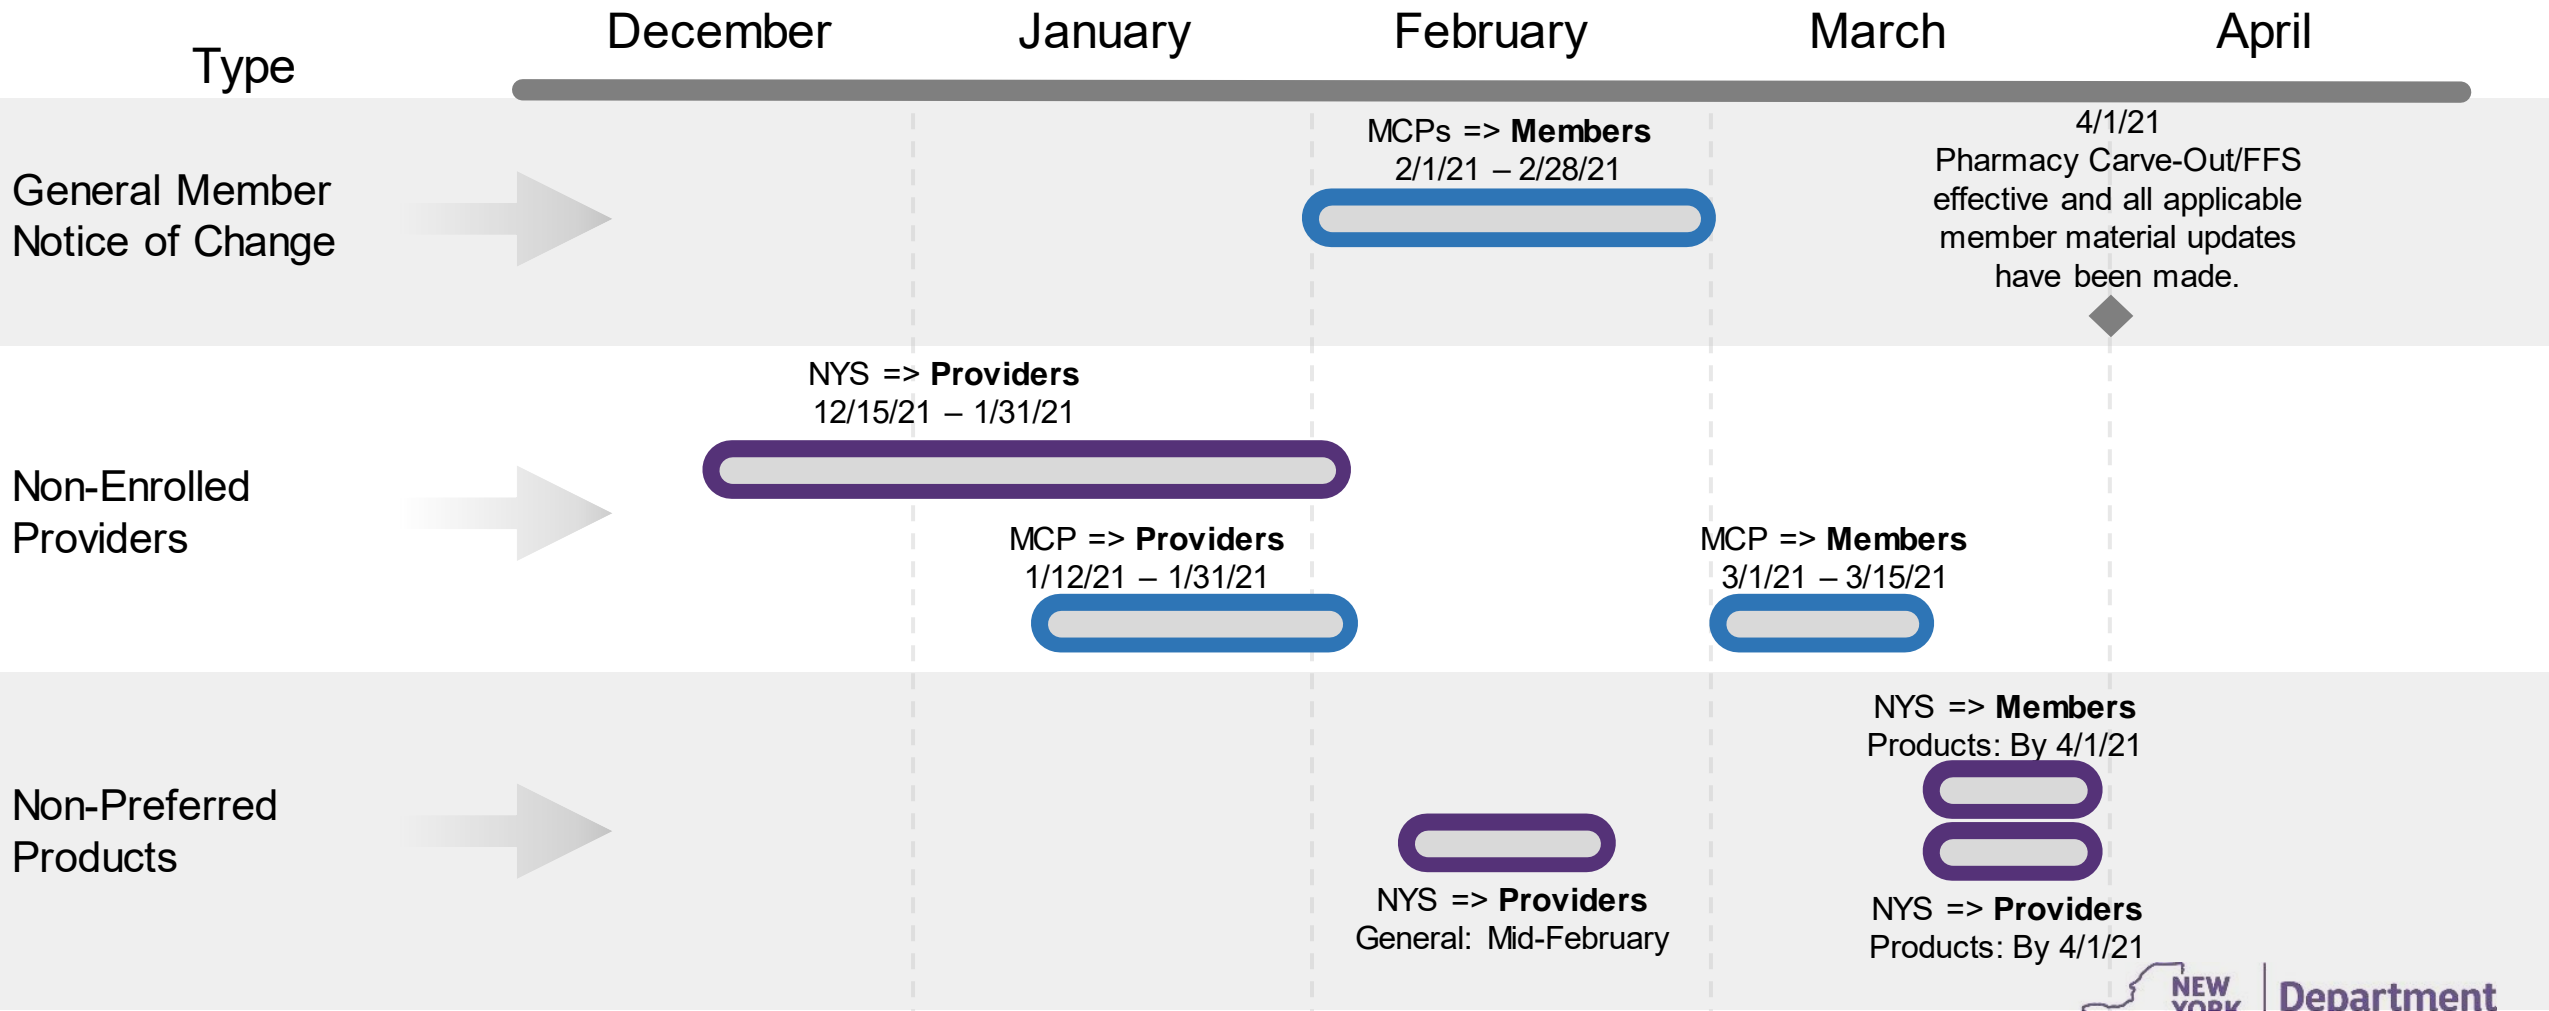 Type
December
January
February
March
April
General Member
Notice of Change
MCPs => Members
2/1/21 – 2/28/21
4/1/21
Pharmacy Carve-Out/FFS
effective and all applicable
member material updates
have been made.
Non-Enrolled
Providers
NYS => Providers
12/15/21 – 1/31/21
MCP => Providers
1/12/21 – 1/31/21
MCP => Members
3/1/21 – 3/15/21
Non-Preferred
Products
NYS => Providers
General: Mid-February
NYS => Members
Products: By 4/1/21
NYS => Providers
Products: By 4/1/21
NEW
YORK
Department